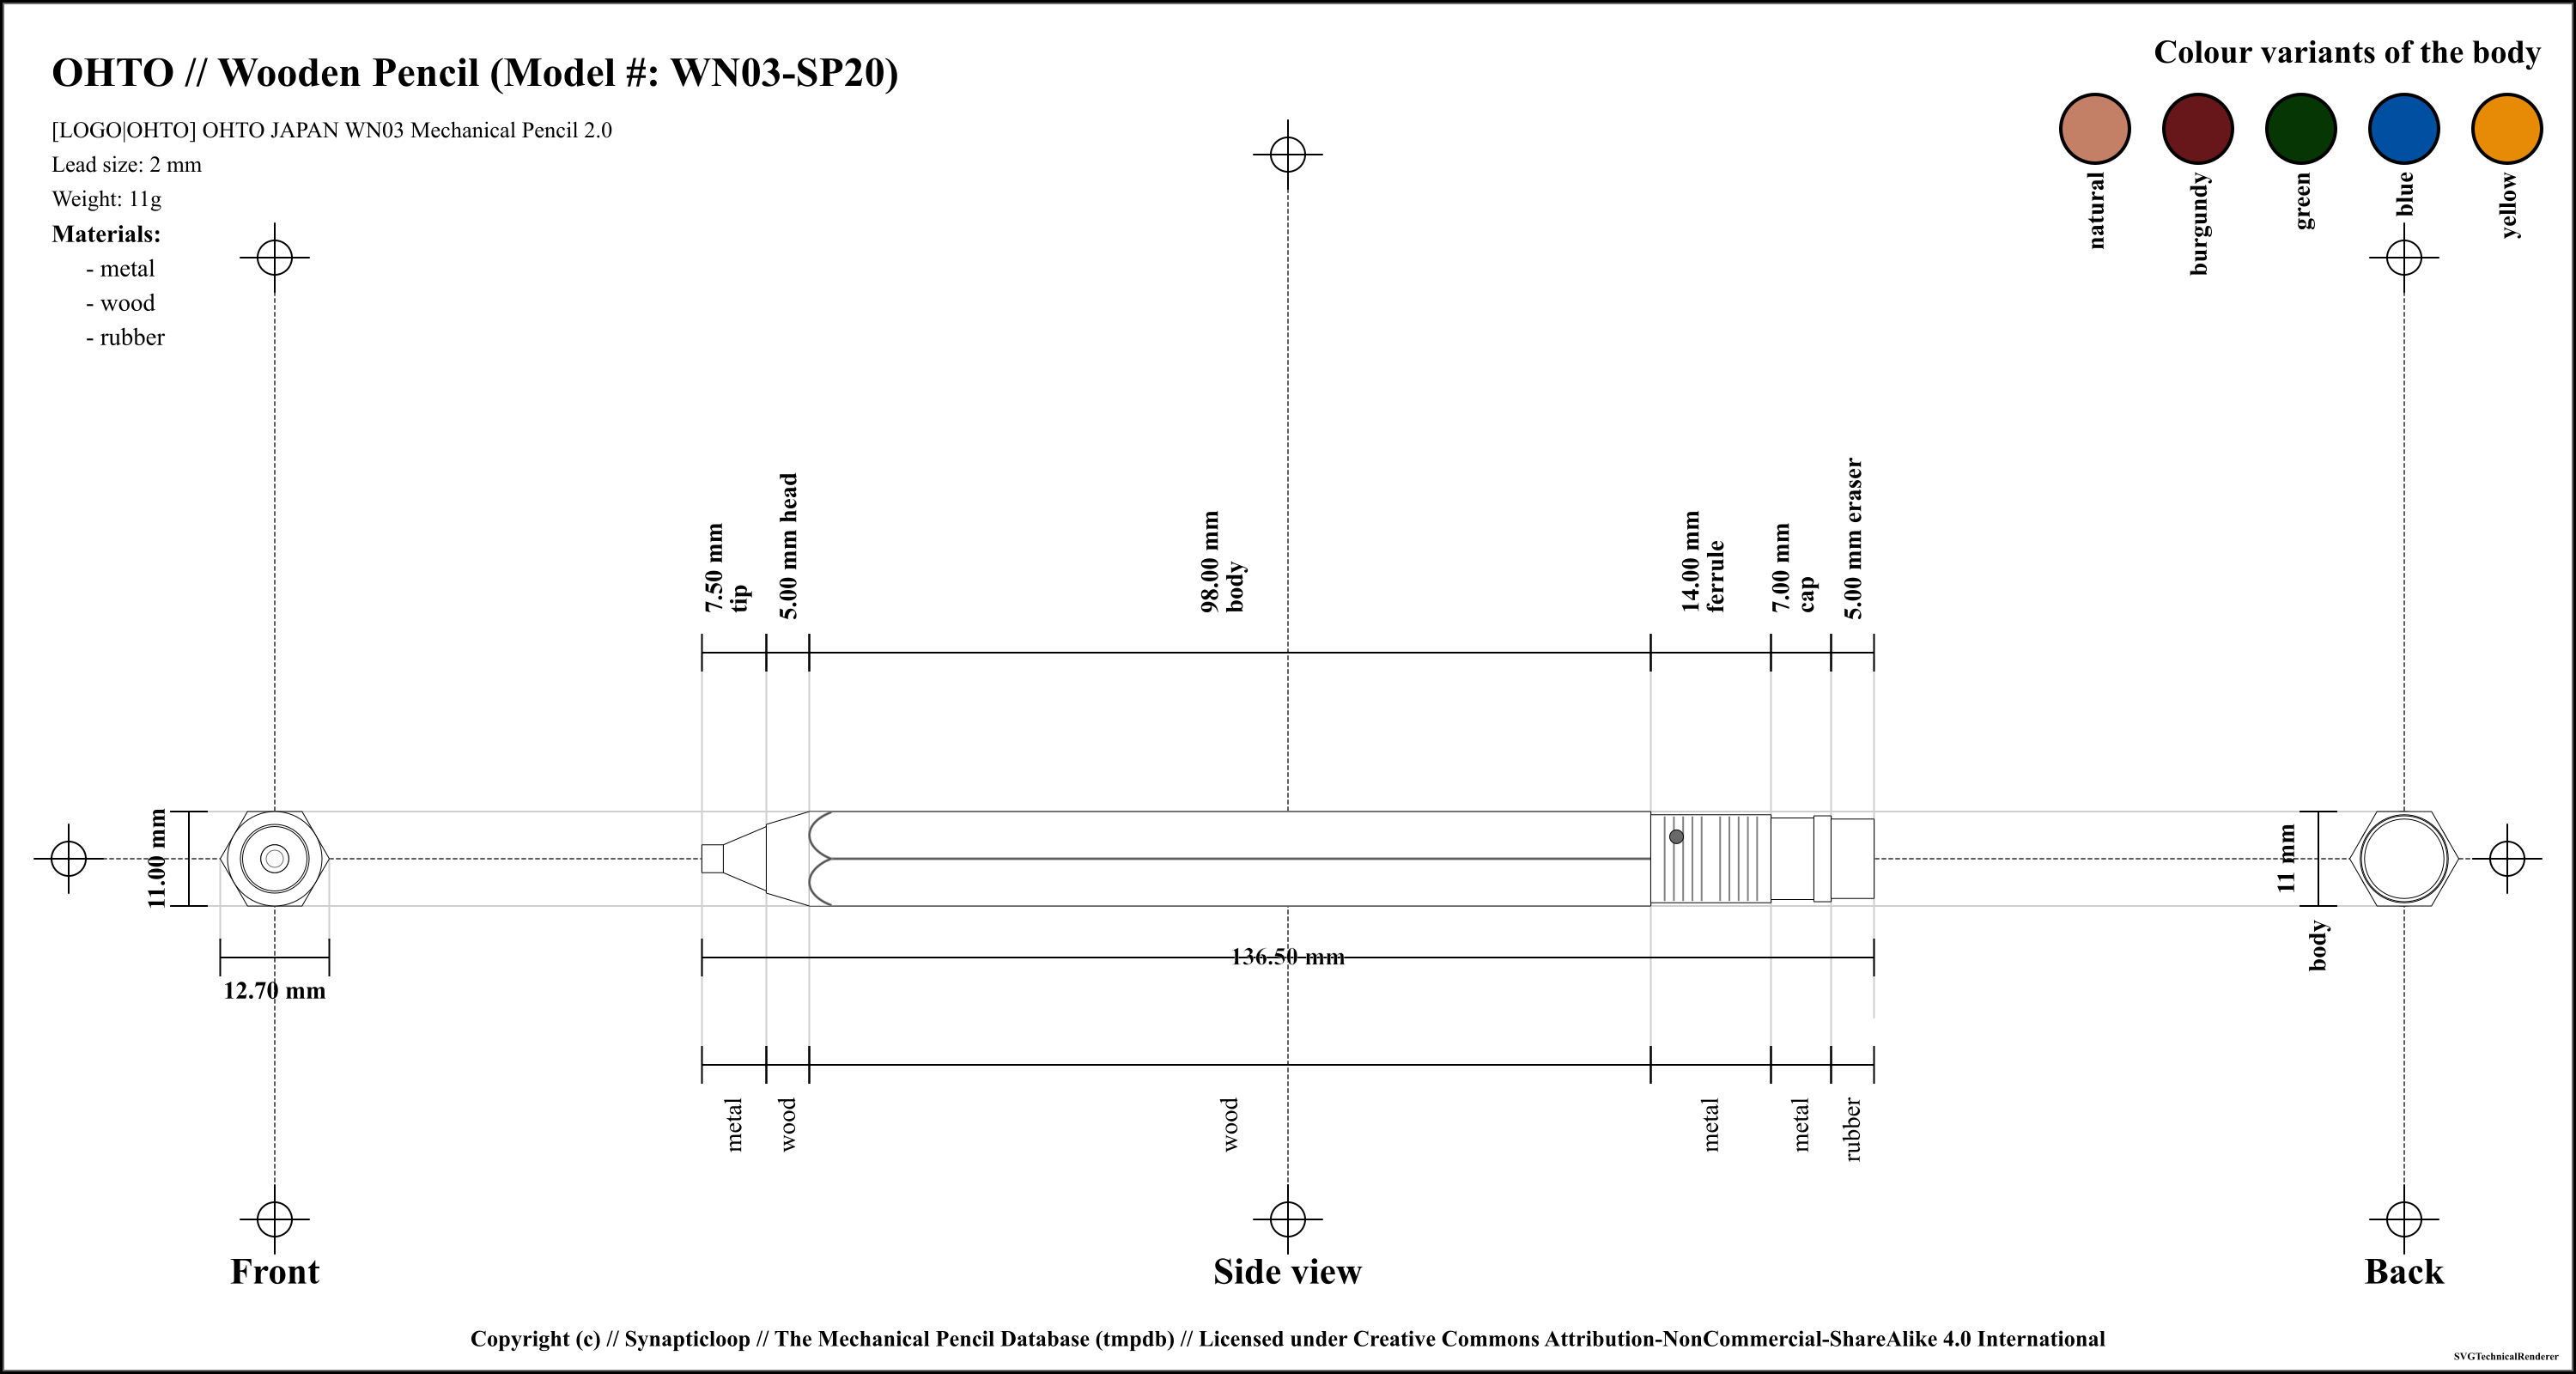 OHTO // Wooden Pencil (Model #: WN03-SP20)
[LOGO|OHTO] OHTO JAPAN WN03 Mechanical Pencil 2.0
Lead size: 2 mm
Weight: 11g
Materials:
- metal
- wood
- rubber
Colour variants of the body
natural
burgundy
green
blue
yellow
7.50 mm
tip
5.00 mm head
98.00 mm
body
14.00 mm
ferrule
7.00 mm
cap
5.00 mm eraser
11.00 mm
12.70 mm
136.50 mm
11 mm
body
metal
wood
wood
metal
metal
rubber
Front
Side view
Back
Copyright (c) // Synapticloop // The Mechanical Pencil Database (tmpdb) // Licensed under Creative Commons Attribution-NonCommercial-ShareAlike 4.0 International
SVGTechnicalRenderer